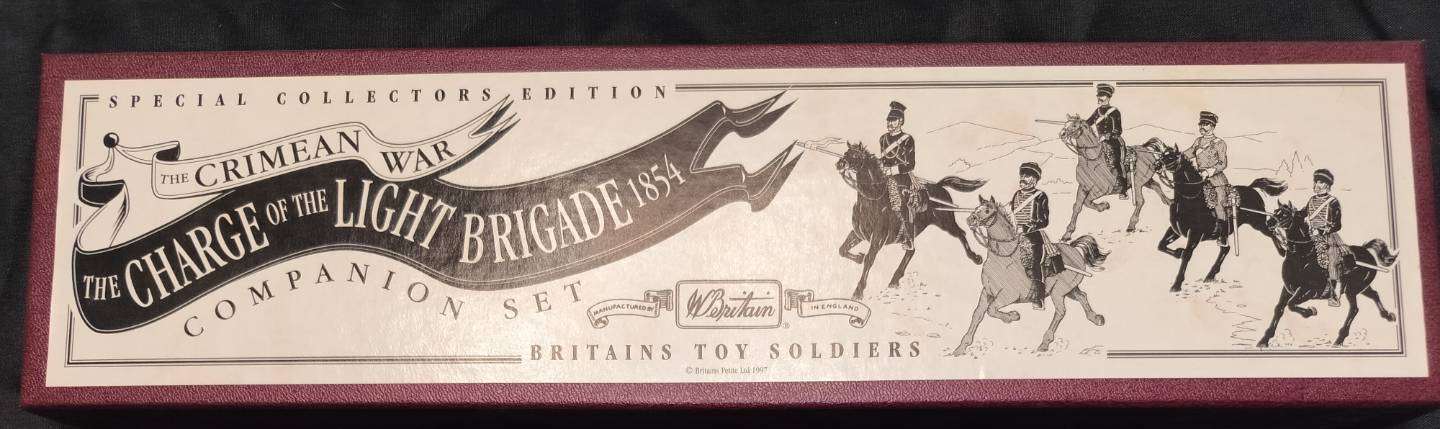 SPECIAL COLLECTORS EDITION
THE CRIMEAN WAR
THE CHARGE OF THE LIGHT BRIGADE 1854
COMPANION SET
MANUFACTURED BY
W Britain
®
IN ENGLAND
BRITAINS TOY SOLDIERS
© Britains Petite Ltd 1997